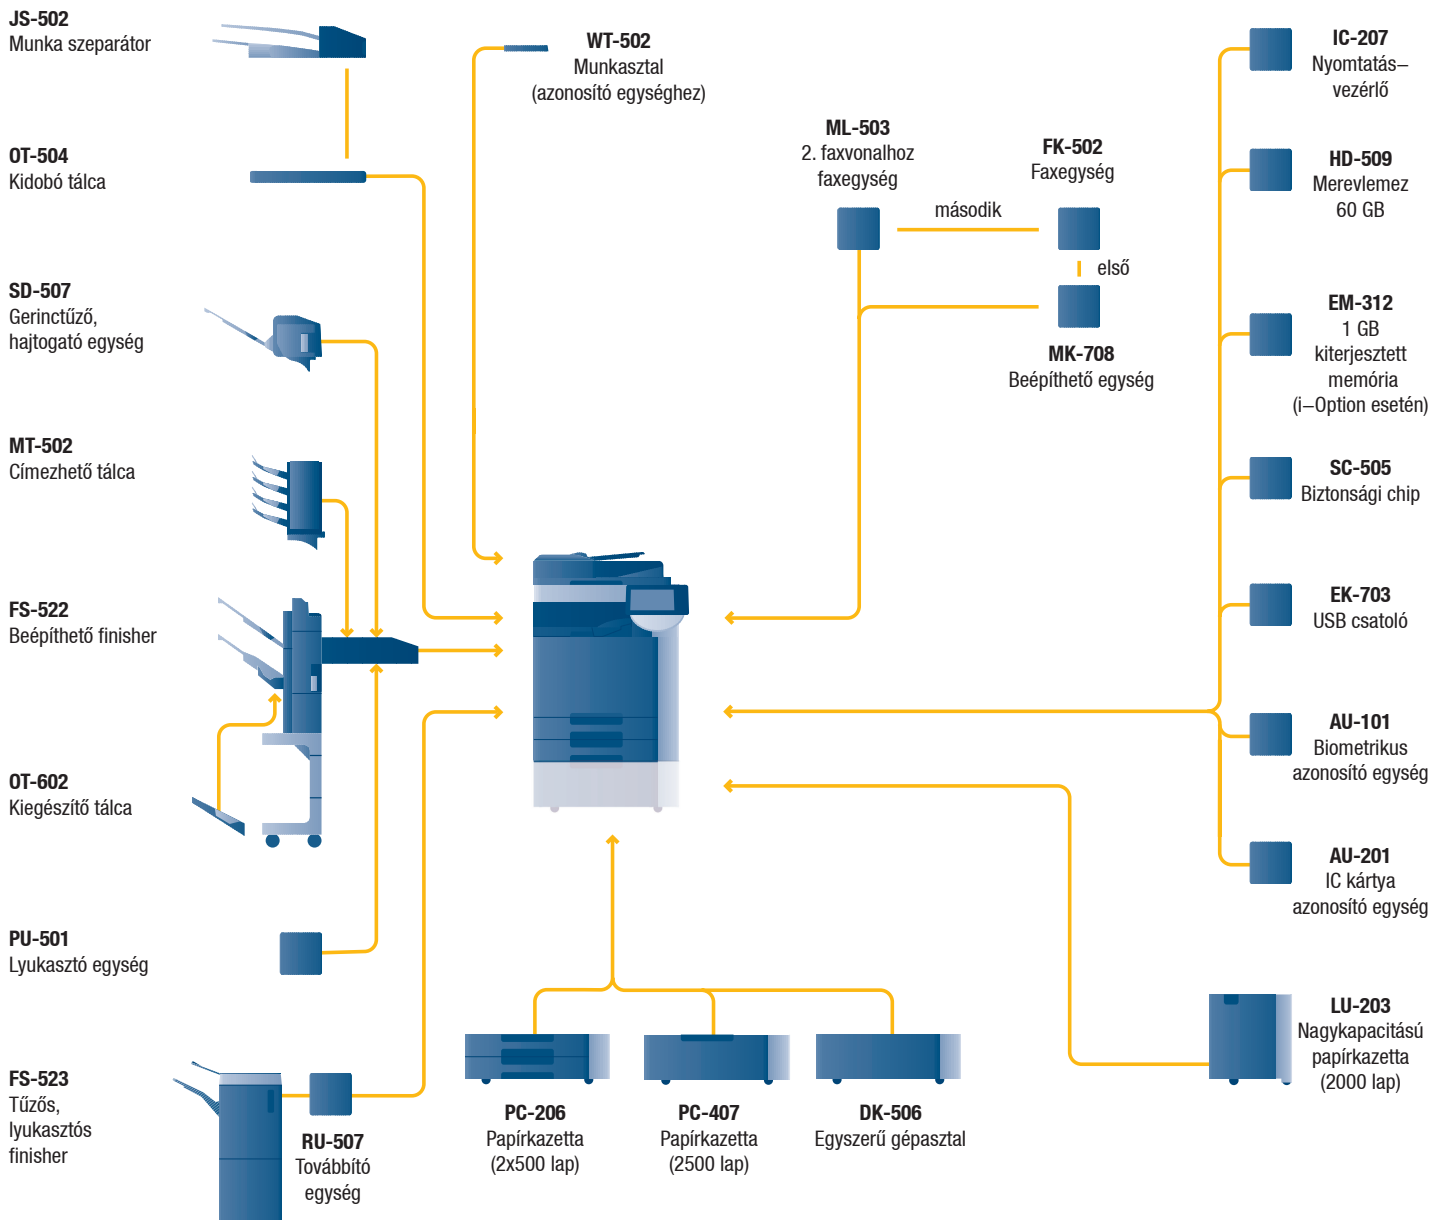 JS-502
Munka szeparátor
OT-504
Kidobó tálca
SD-507
Gerinctűző,
hajtogató egység
MT-502
Címezhető tálca
FS-522
Beépíthető finisher
OT-602
Kiegészítő tálca
PU-501
Lyukasztó egység
FS-523
Tűzős,
lyukasztós
finisher
RU-507
Továbbító
egység
WT-502
Munkasztal
(azonosító egységhez)
ML-503
2. faxvonalhoz
faxegység
második
FK-502
Faxegység
első
MK-708
Beépíthető egység
PC-206
Papírkazetta
(2x500 lap)
PC-407
Papírkazetta
(2500 lap)
DK-506
Egyszerű gépasztal
IC-207
Nyomtatás–
vezérlő
HD-509
Merevlemez
60 GB
EM-312
1 GB
kiterjesztett
memória
(i–Option esetén)
SC-505
Biztonsági chip
EK-703
USB csatoló
AU-101
Biometrikus
azonosító egység
AU-201
IC kártya
azonosító egység
LU-203
Nagykapacitású
papírkazetta
(2000 lap)